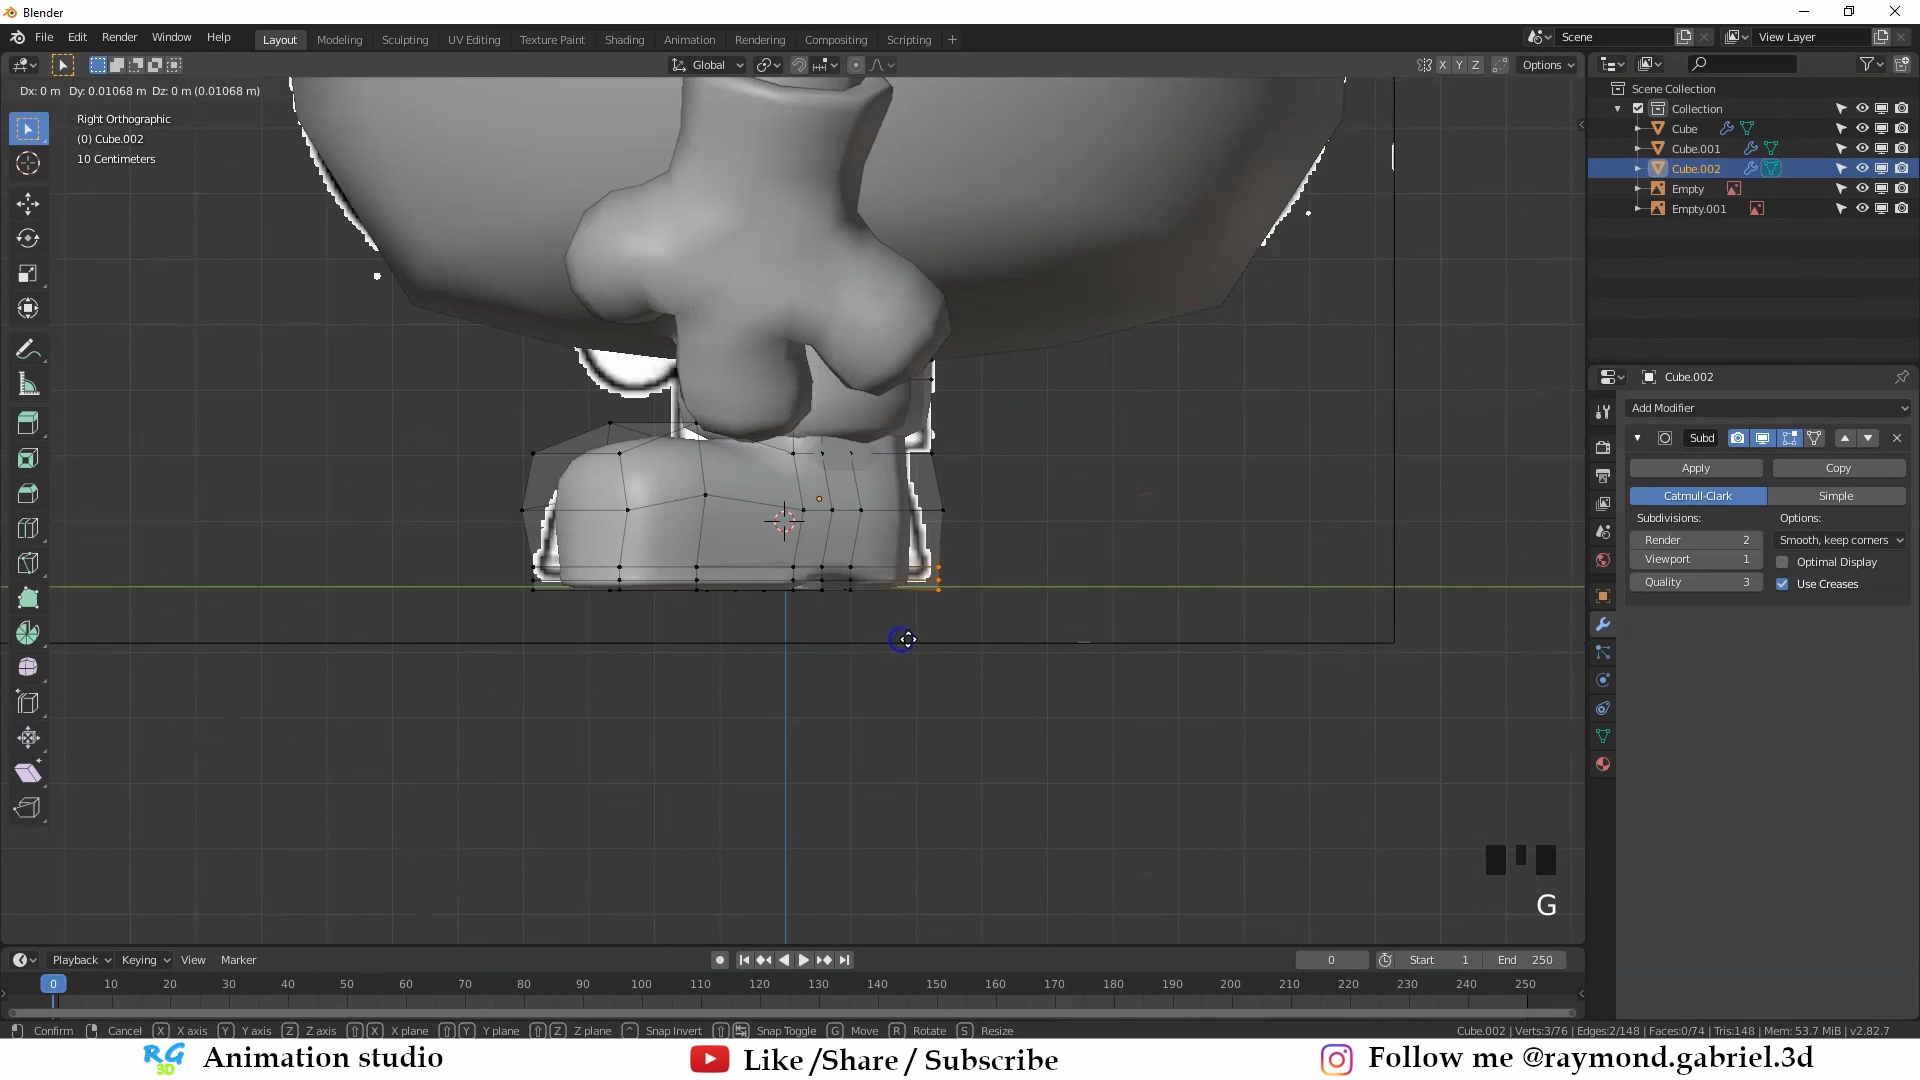 Blender
File Edit Render Window Help Layout Modeling Sculpting UV Editing Texture Paint Shading Animation Rendering Compositing Scripting + Scene View Layer
Global X Y Z Options
Dx: 0 m Dy: 0.01068 m Dz: 0 m (0.01068 m)
Right Orthographic
(0) Cube.002
10 Centimeters
Scene Collection
Collection
Cube
Cube.001
Cube.002
Empty
Empty.001
Cube.002
Add Modifier
Subd
Apply Copy
Catmull-Clark Simple
Subdivisions: Options:
Render 2 Smooth, keep corners
Viewport 1 Optimal Display
Quality 3 Use Creases
G
Playback Keying View Marker 0 Start 1 End 250
0 10 20 30 40 50 60 70 80 90 100 110 120 130 140 150 160 170 180 190 200 210 220 230 240 250
Confirm Cancel X X axis Y Y axis Z Z axis X X plane Y Y plane Z Z plane ^ Snap Invert Snap Toggle G Move R Rotate S Resize Cube.002 | Verts:3/76 | Edges:2/148 | Faces:0/74 | Tris:148 | Mem: 53.7 MiB | v2.82.7
RG 3D Animation studio Like /Share / Subscribe Follow me @raymond.gabriel.3d